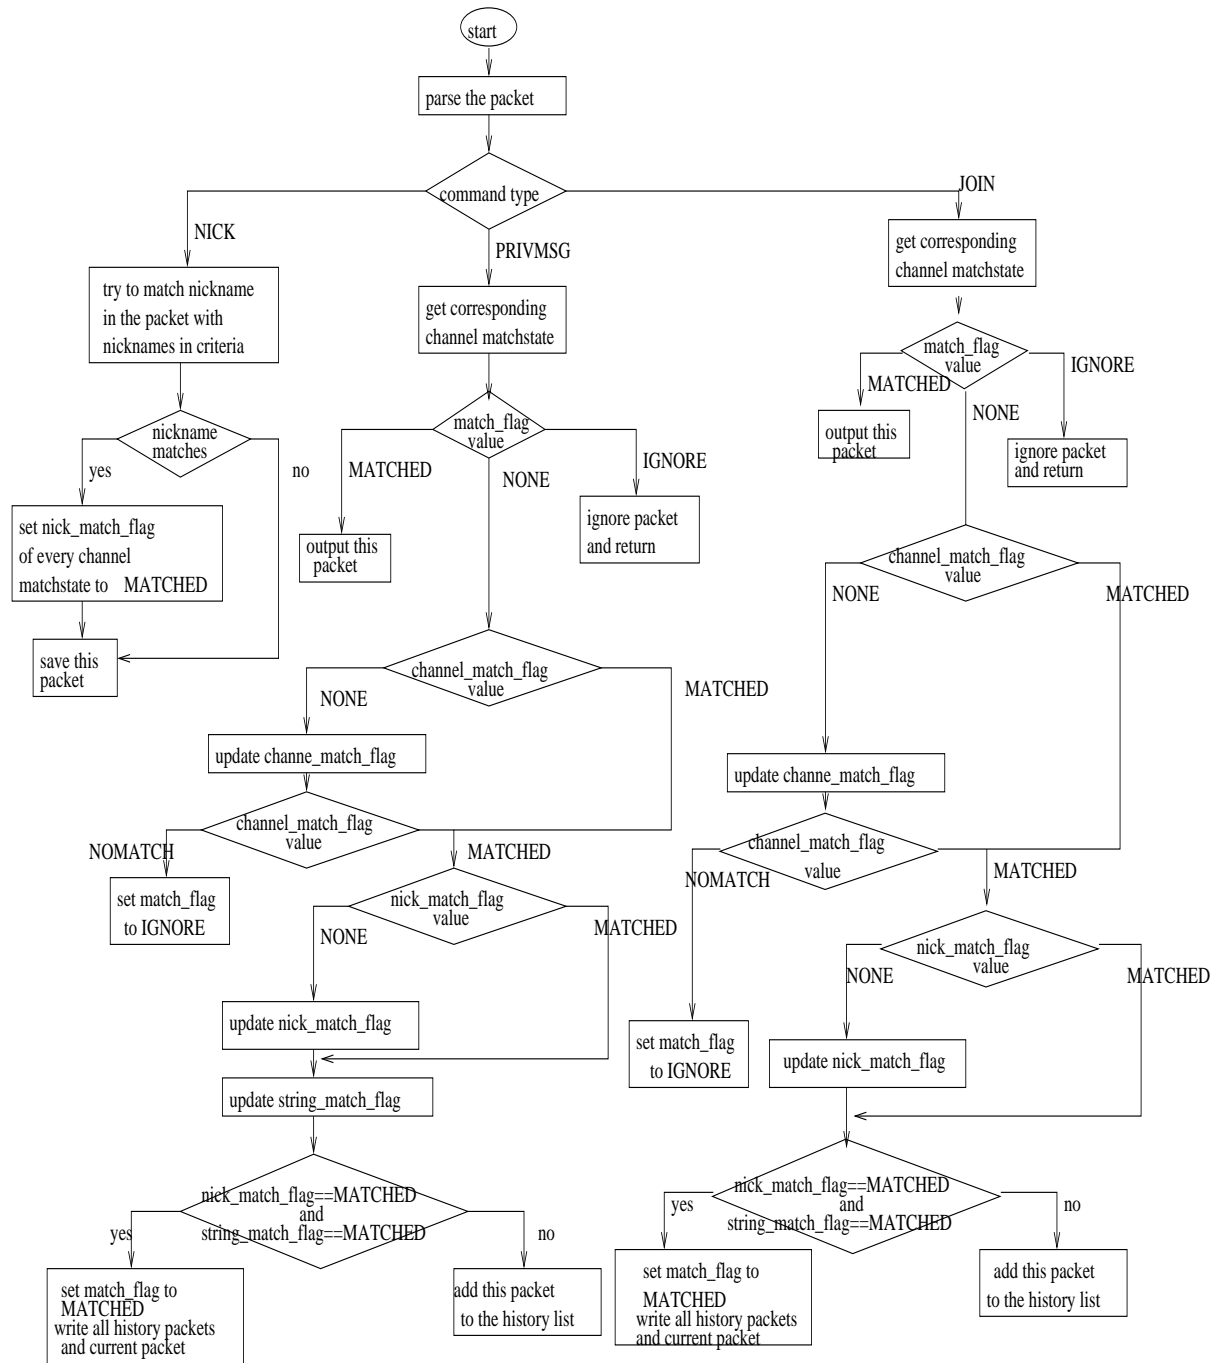 start
parse the packet
command type
NICK
PRIVMSG
JOIN
try to match nickname
in the packet with
nicknames in criteria
nickname
matches
yes
no
set nick_match_flag
of every channel
matchstate to MATCHED
save this
packet
get corresponding
channel matchstate
match_flag
value
MATCHED
NONE
IGNORE
output this
packet
ignore packet
and return
channel_match_flag
value
NONE
MATCHED
update channe_match_flag
channel_match_flag
value
NOMATCH
MATCHED
set match_flag
to IGNORE
nick_match_flag
value
NONE
MATCHED
update nick_match_flag
update string_match_flag
nick_match_flag==MATCHED
and
string_match_flag==MATCHED
yes
no
set match_flag to
MATCHED
write all history packets
and current packet
add this packet
to the history list
get corresponding
channel matchstate
match_flag
value
MATCHED
NONE
IGNORE
output this
packet
ignore packet
and return
channel_match_flag
value
NONE
MATCHED
update channe_match_flag
channel_match_flag
value
NOMATCH
MATCHED
set match_flag
to IGNORE
nick_match_flag
value
NONE
MATCHED
update nick_match_flag
nick_match_flag==MATCHED
and
string_match_flag==MATCHED
yes
no
set match_flag to
MATCHED
write all history packets
and current packet
add this packet
to the history list